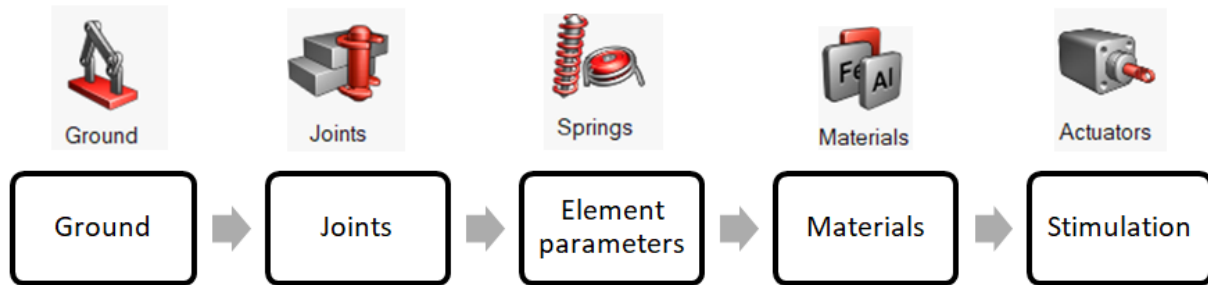 Fe
Al
Ground
Joints
Springs
Materials
Actuators
Ground
Joints
Element
parameters
Materials
Stimulation